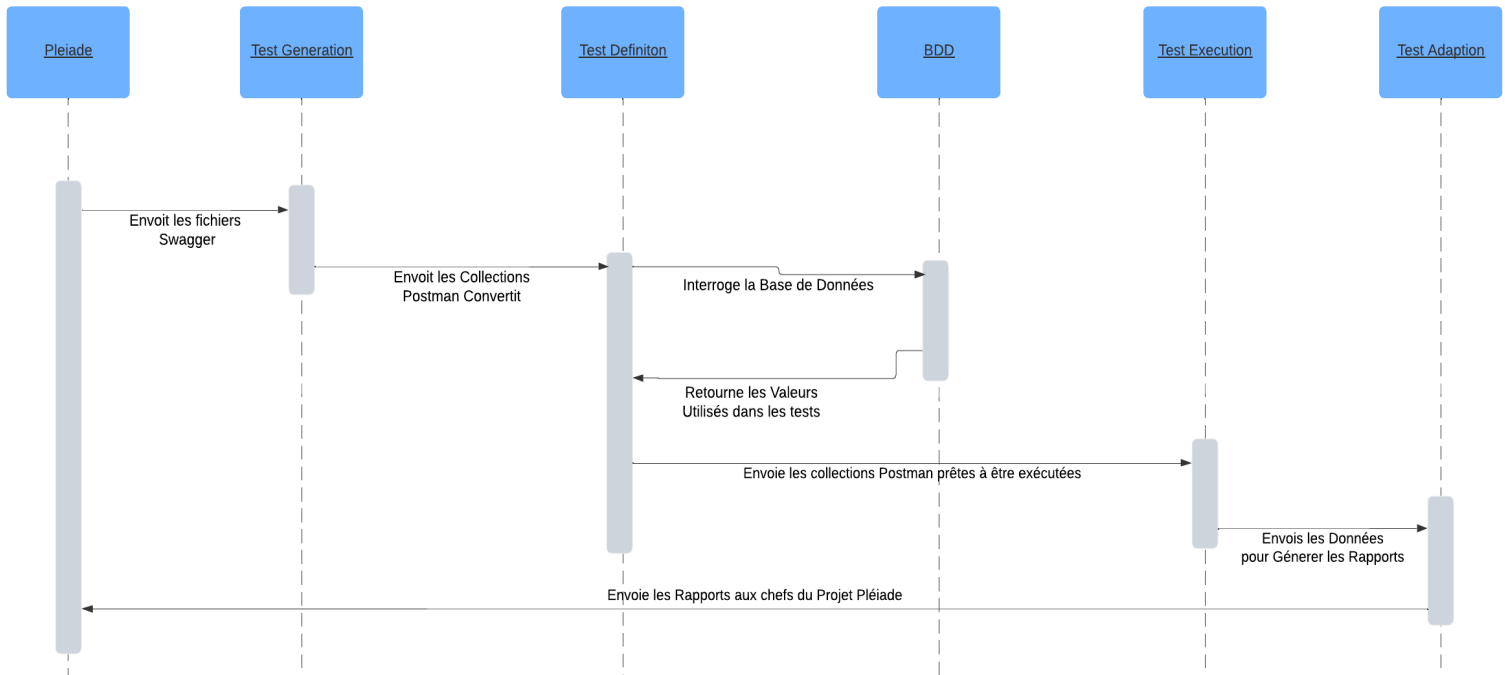 Pleiade
Test Generation
Test Definiton
BDD
Test Execution
Test Adaption
Envoit les fichiers
Swagger
Envoit les Collections
Postman Convertit
Interroge la Base de Données
Retourne les Valeurs
Utilisés dans les tests
Envoie les collections Postman prêtes à être exécutées
Envois les Données
pour Génerer les Rapports
Envoie les Rapports aux chefs du Projet Pléiade